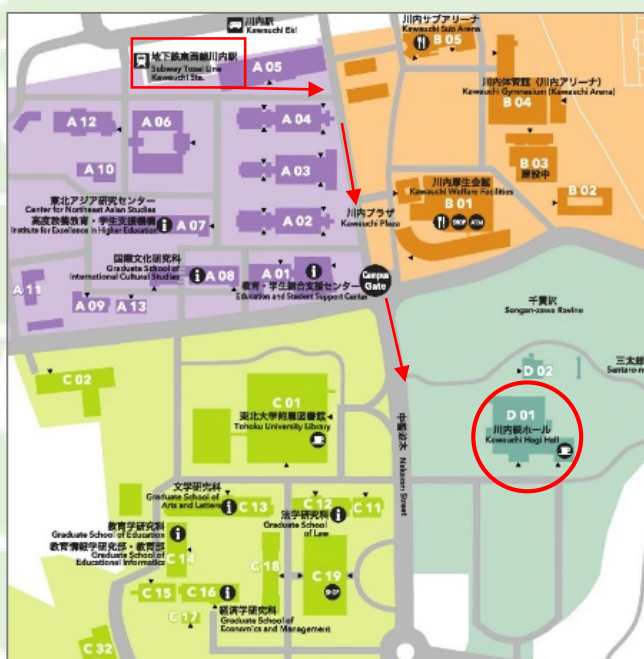 川内駅
Kawauchi Eki
地下鉄東西線川内駅
Subway Tozai Line
Kawauchi Sta.
A 05
川内サブアリーナ
Kawauchi Sub Arena
B 05
川内体育館（川内アリーナ）
Kawauchi Gymnasium (Kawauchi Arena)
B 04
A 12
A 06
A 04
A 10
A 03
B 03
建設中
B 02
川内厚生会館
Kawauchi Welfare Facilities
B 01
SHOP
ATM
東北アジア研究センター
Center for Northeast Asian Studies
高度教養教育・学生支援機構
Institute for Excellence in Higher Education
A 07
A 02
川内プラザ
Kawauchi Plaza
国際文化研究科
Graduate School of
International Cultural Studies
A 08
A 01
教育・学生総合支援センター
Education and Student Support Center
Campus
Gate
A 11
A 09
A 13
千貫沢
Sengan-zawa Ravine
三太郎
Santaro-n
C 02
C 01
東北大学附属図書館
Tohoku University Library
D 02
D 01
川内萩ホール
Kawauchi Hagi Hall
中善並木 Nakazen Street
文学研究科
Graduate School of
Arts and Letters
C 13
C 12
C 11
法学研究科
Graduate School
of Law
教育学研究科
Graduate School of Education
教育情報学研究部・教育部
Graduate School of
Educational Informatics
C 14
C 18
C 19
SHOP
C 15
C 16
C 17
経済学研究科
Graduate School of
Economics and Management
C 32